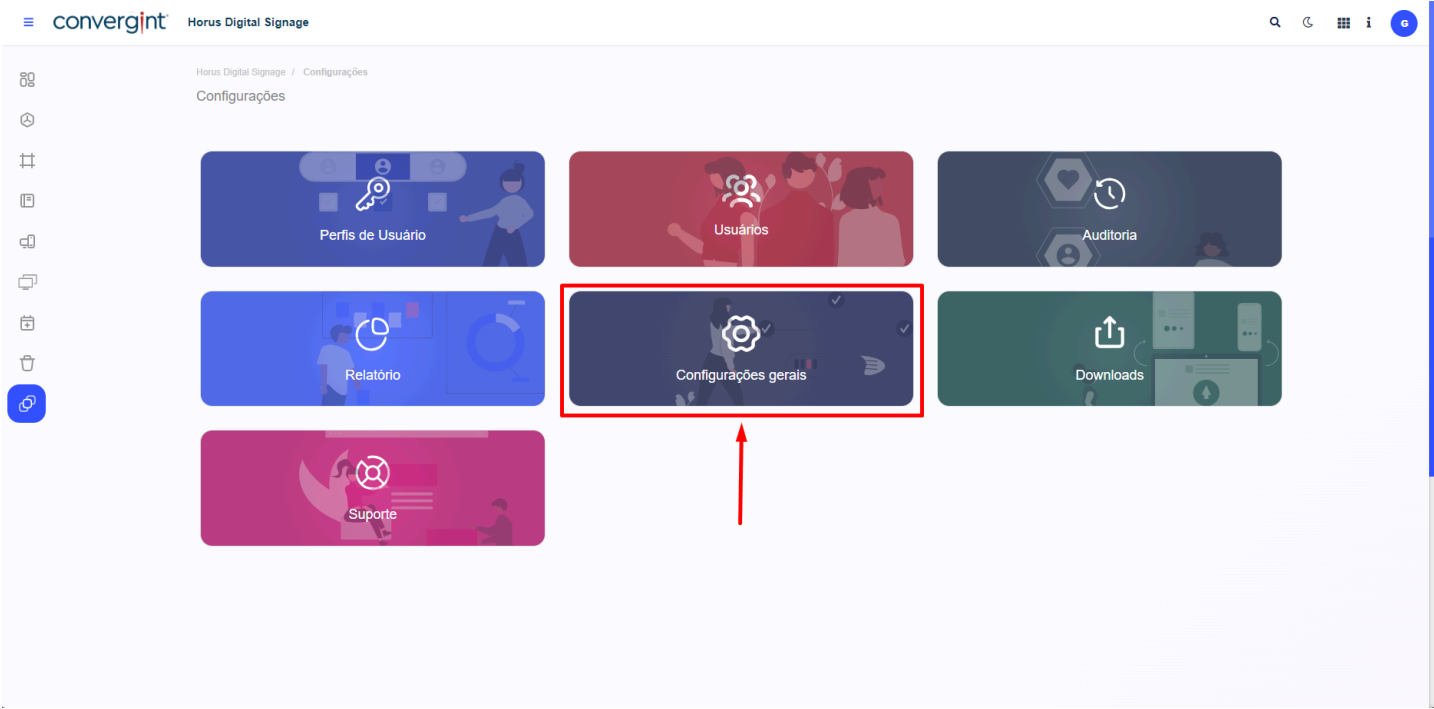 convergint Horus Digital Signage
i G
Horus Digital Signage / Configurações
Configurações
Perfis de Usuário
Usuários
Auditoria
Relatório
Configurações gerais
Downloads
Suporte